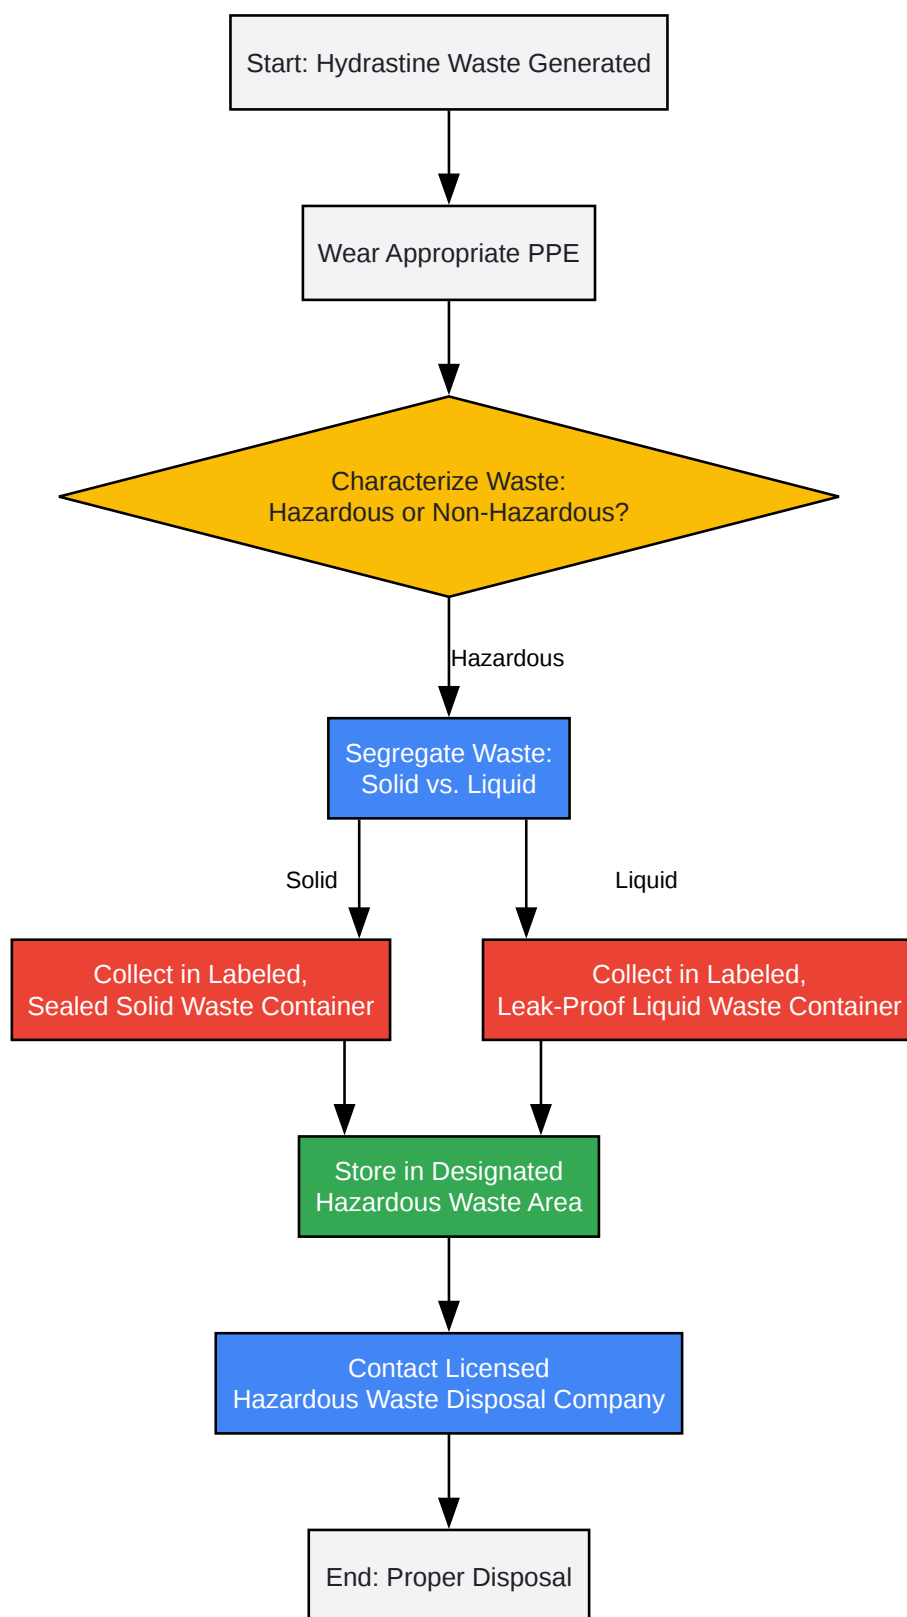 Start: Hydrastine Waste Generated
Wear Appropriate PPE
Characterize Waste:
Hazardous or Non-Hazardous?
Hazardous
Segregate Waste:
Solid vs. Liquid
Solid
Liquid
Collect in Labeled,
Sealed Solid Waste Container
Collect in Labeled,
Leak-Proof Liquid Waste Container
Store in Designated
Hazardous Waste Area
Contact Licensed
Hazardous Waste Disposal Company
End: Proper Disposal